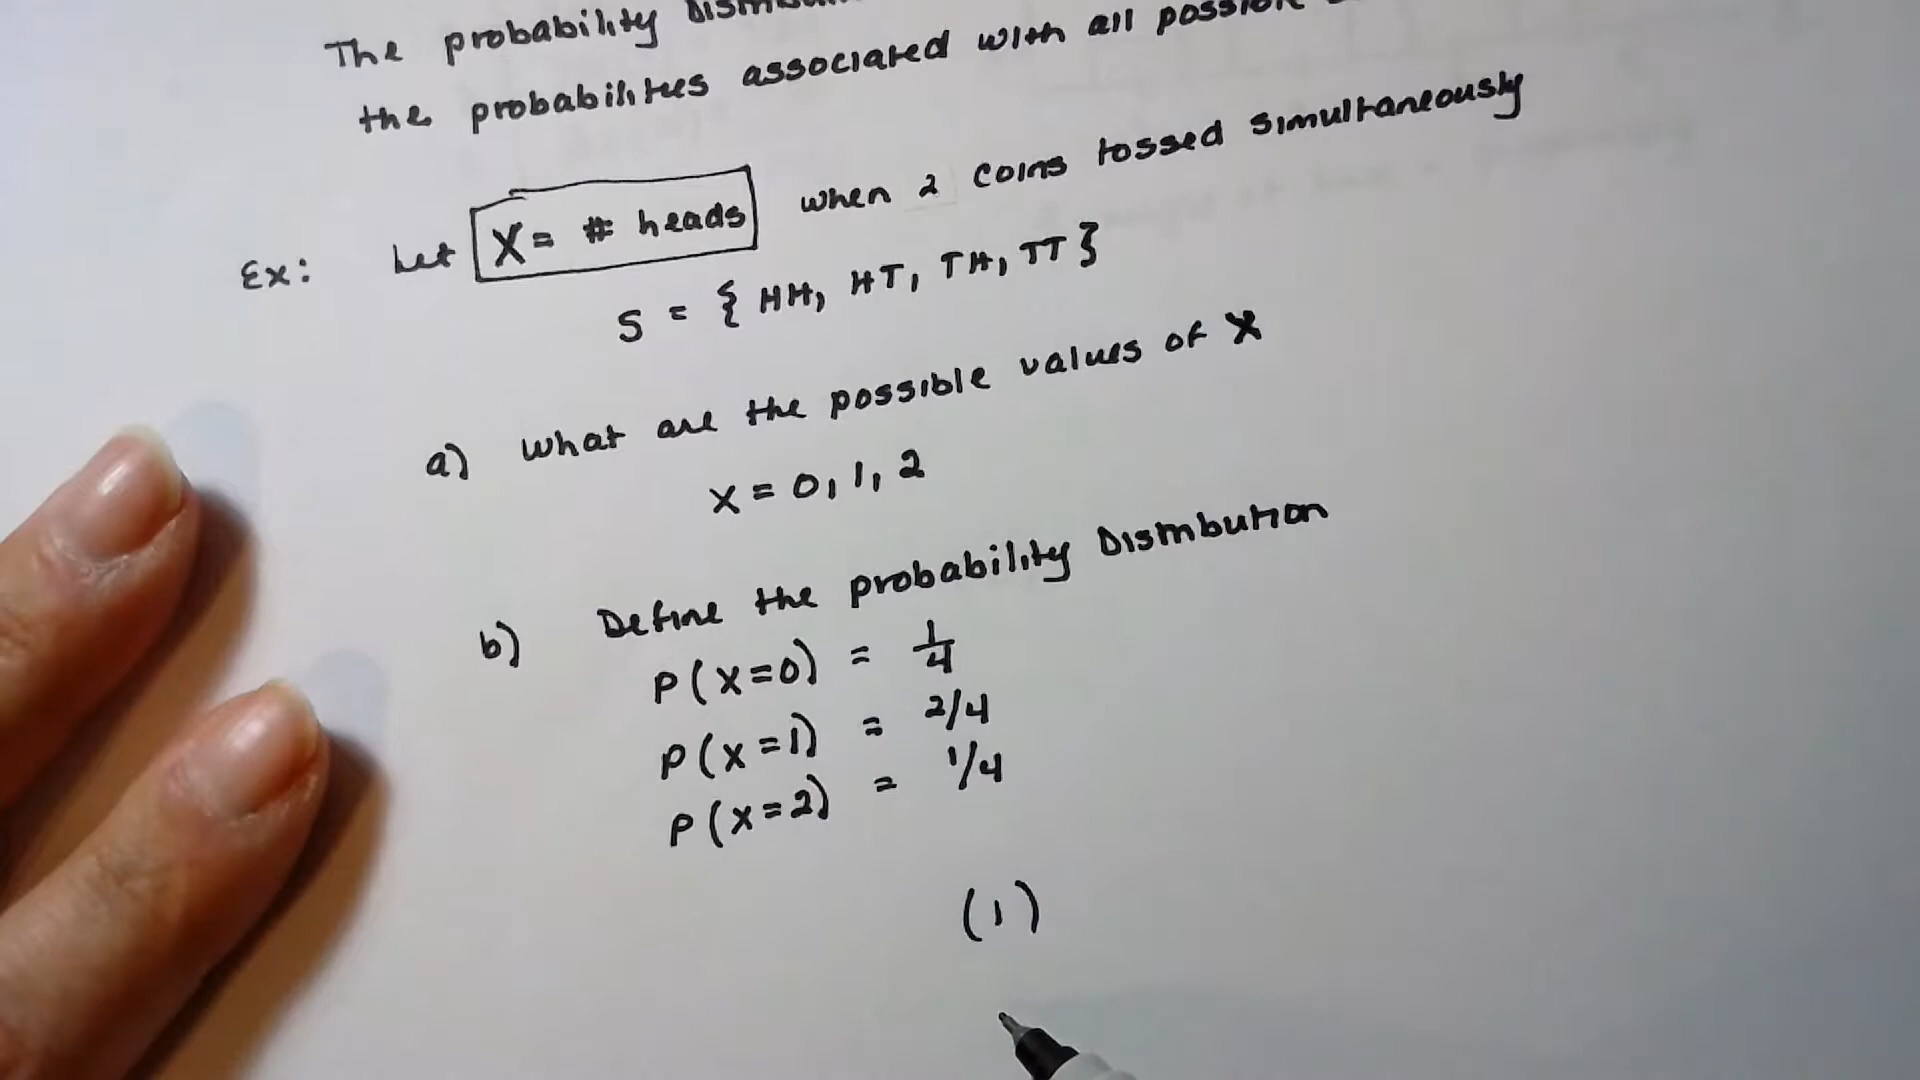 The probability
the probabilities associated with all
Ex: Let X = # heads when 2 coins tossed simultaneously
S = { HH, HT, TH, TT }
a) What are the possible values of X
X = 0, 1, 2
b) Define the probability Distribution
P(X=0) = 1/4
P(X=1) = 2/4
P(X=2) = 1/4
(1)